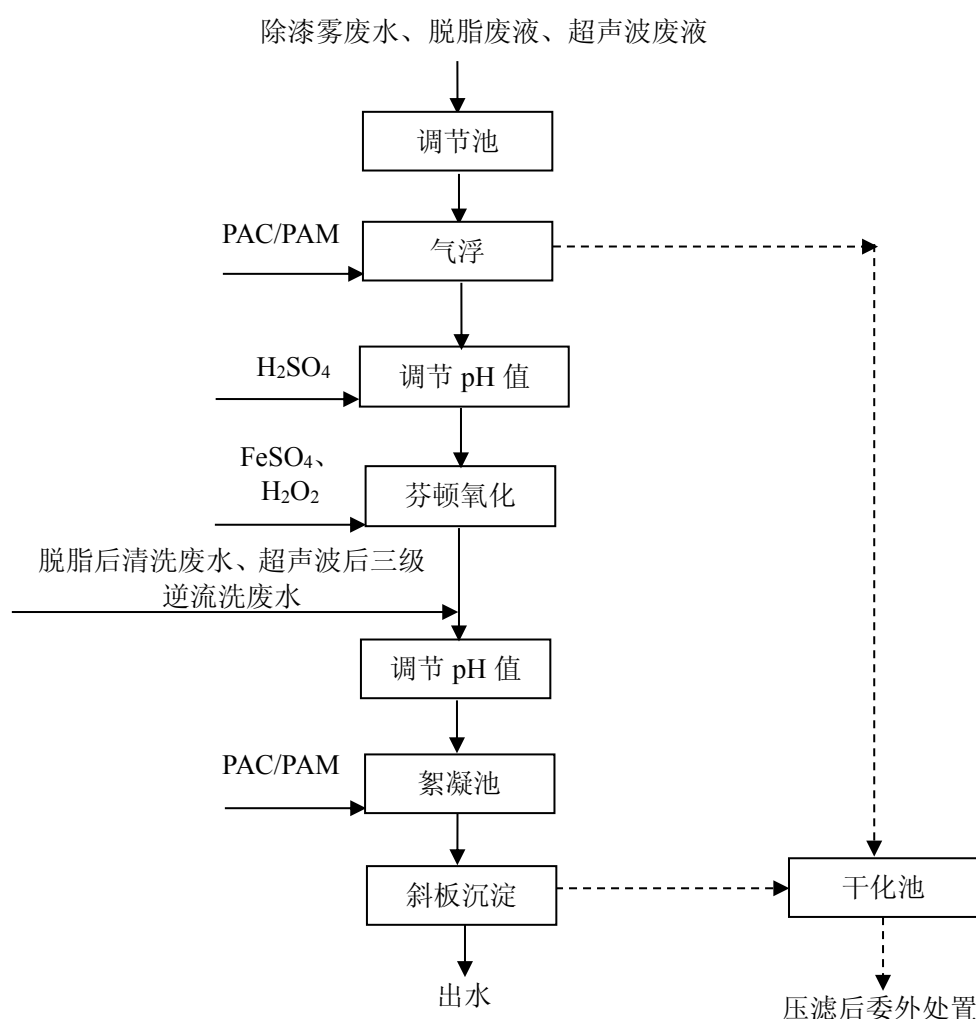 除漆雾废水、脱脂废液、超声波废液
调节池
PAC/PAM
气浮
H₂SO₄
调节 pH 值
FeSO₄、
H₂O₂
芬顿氧化
脱脂后清洗废水、超声波后三级
逆流洗废水
调节 pH 值
PAC/PAM
絮凝池
斜板沉淀
干化池
出水
压滤后委外处置